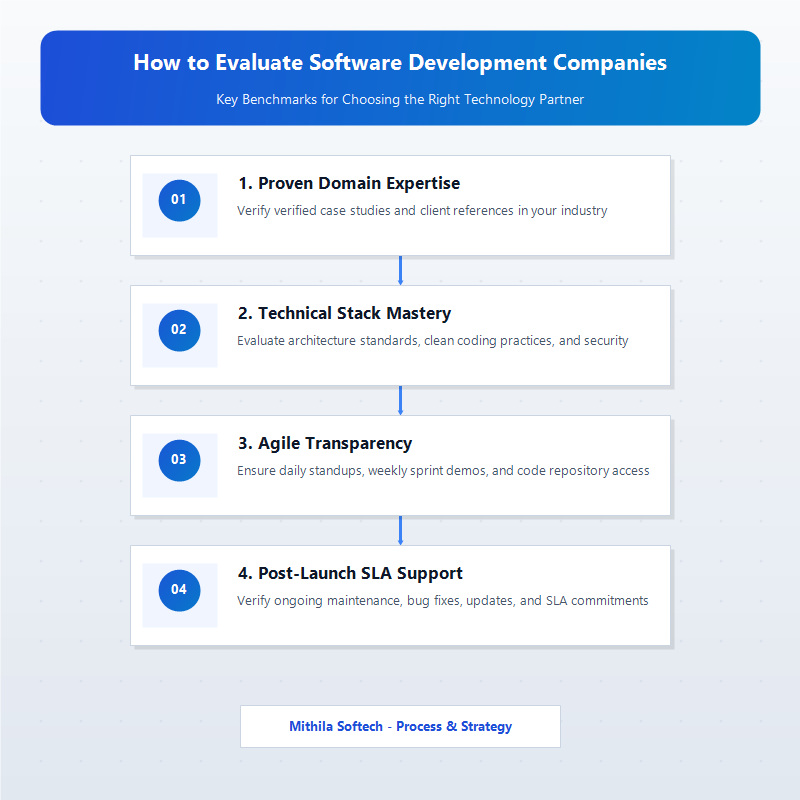 How to Evaluate Software Development Companies
Key Benchmarks for Choosing the Right Technology Partner
01
1. Proven Domain Expertise
Verify verified case studies and client references in your industry
02
2. Technical Stack Mastery
Evaluate architecture standards, clean coding practices, and security
03
3. Agile Transparency
Ensure daily standups, weekly sprint demos, and code repository access
04
4. Post-Launch SLA Support
Verify ongoing maintenance, bug fixes, updates, and SLA commitments
Mithila Softech - Process & Strategy